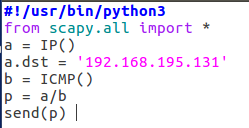 #!/usr/bin/python3
from scapy.all import *
a = IP()
a.dst = '192.168.195.131'
b = ICMP()
p = a/b
send(p)